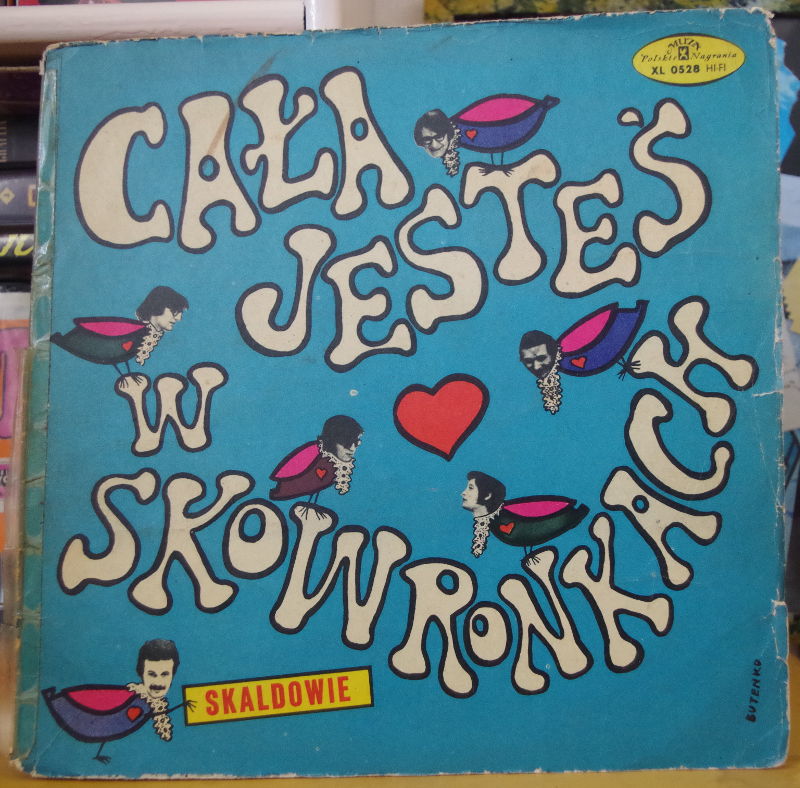 MUZA
Polskie Nagrania
XL 0528 HI-FI
CAŁA
JESTEŚ
W
SKOWRONKACH
SKALDOWIE
BUTENKO